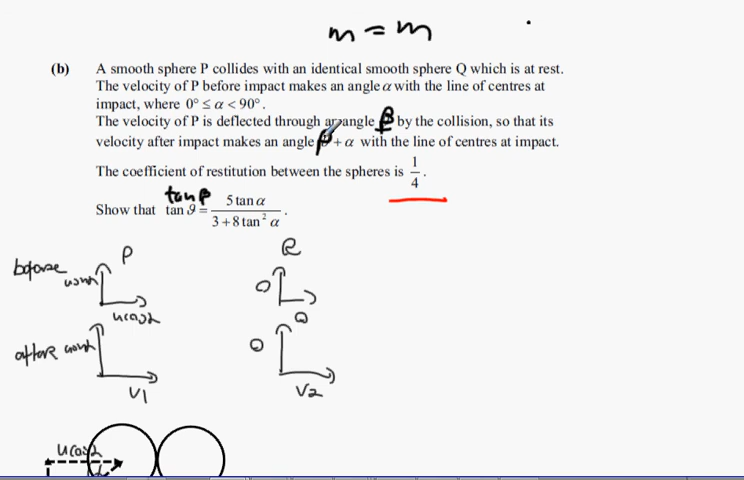 m = m
(b) A smooth sphere P collides with an identical smooth sphere Q which is at rest.
The velocity of P before impact makes an angle α with the line of centres at
impact, where 0° ≤ α < 90°.
The velocity of P is deflected through an angle β by the collision, so that its
velocity after impact makes an angle β + α with the line of centres at impact.
The coefficient of restitution between the spheres is 1/4.
tan β
Show that tan ϑ = 5 tan α / 3 + 8 tan² α .
P
before
0
0
after
0
V1
V2